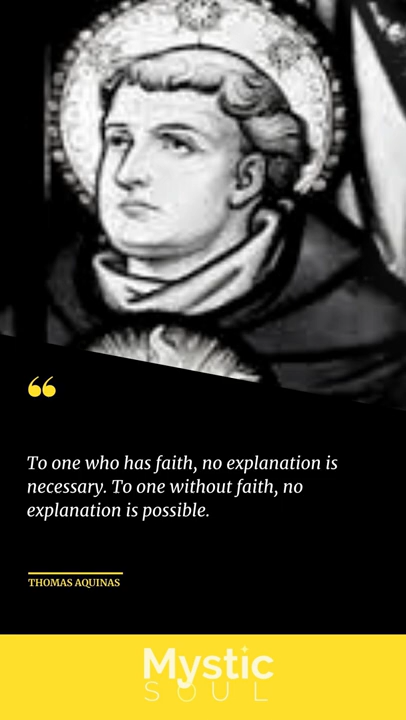 “
To one who has faith, no explanation is
necessary. To one without faith, no
explanation is possible.
THOMAS AQUINAS
Mystic
SOUL